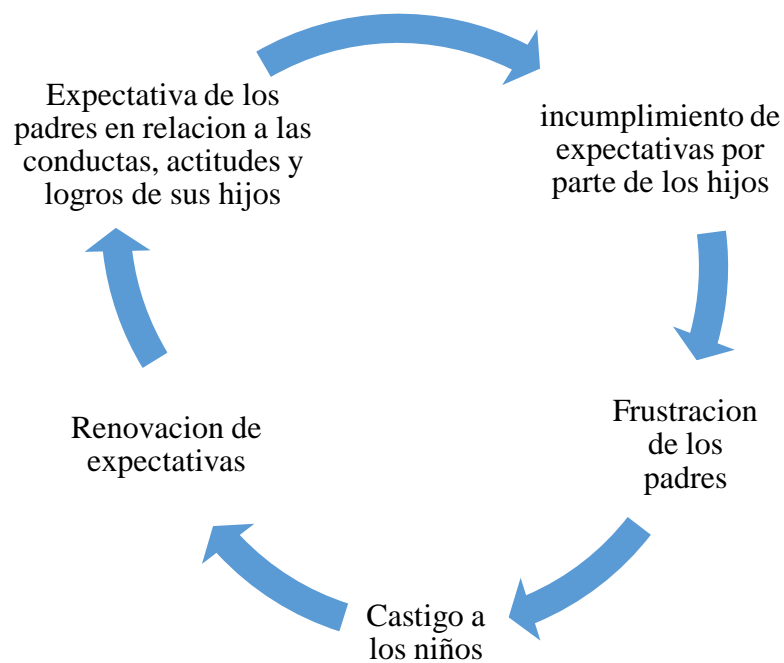 Expectativa de los
padres en relacion a las
conductas, actitudes y
logros de sus hijos
incumplimiento de
expectativas por
parte de los hijos
Frustracion
de los
padres
Castigo a
los niños
Renovacion de
expectativas